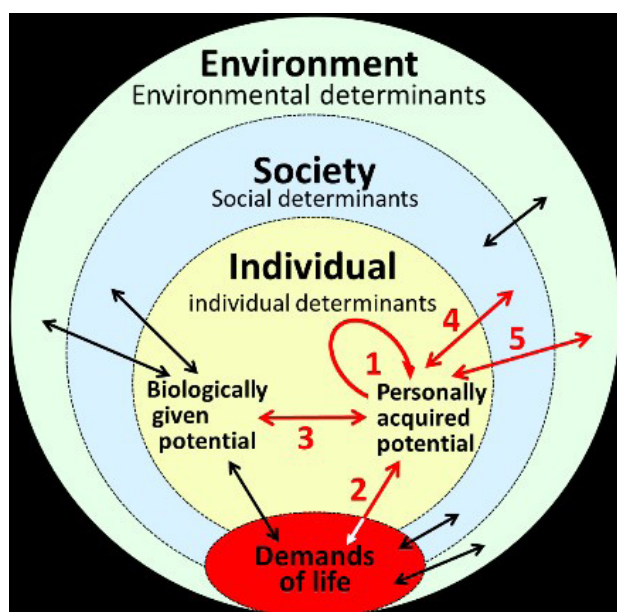 Environment
Environmental determinants
Society
Social determinants
Individual
individual determinants
4
5
1
Biologically
given
potential
3
Personally
acquired
potential
2
Demands
of life